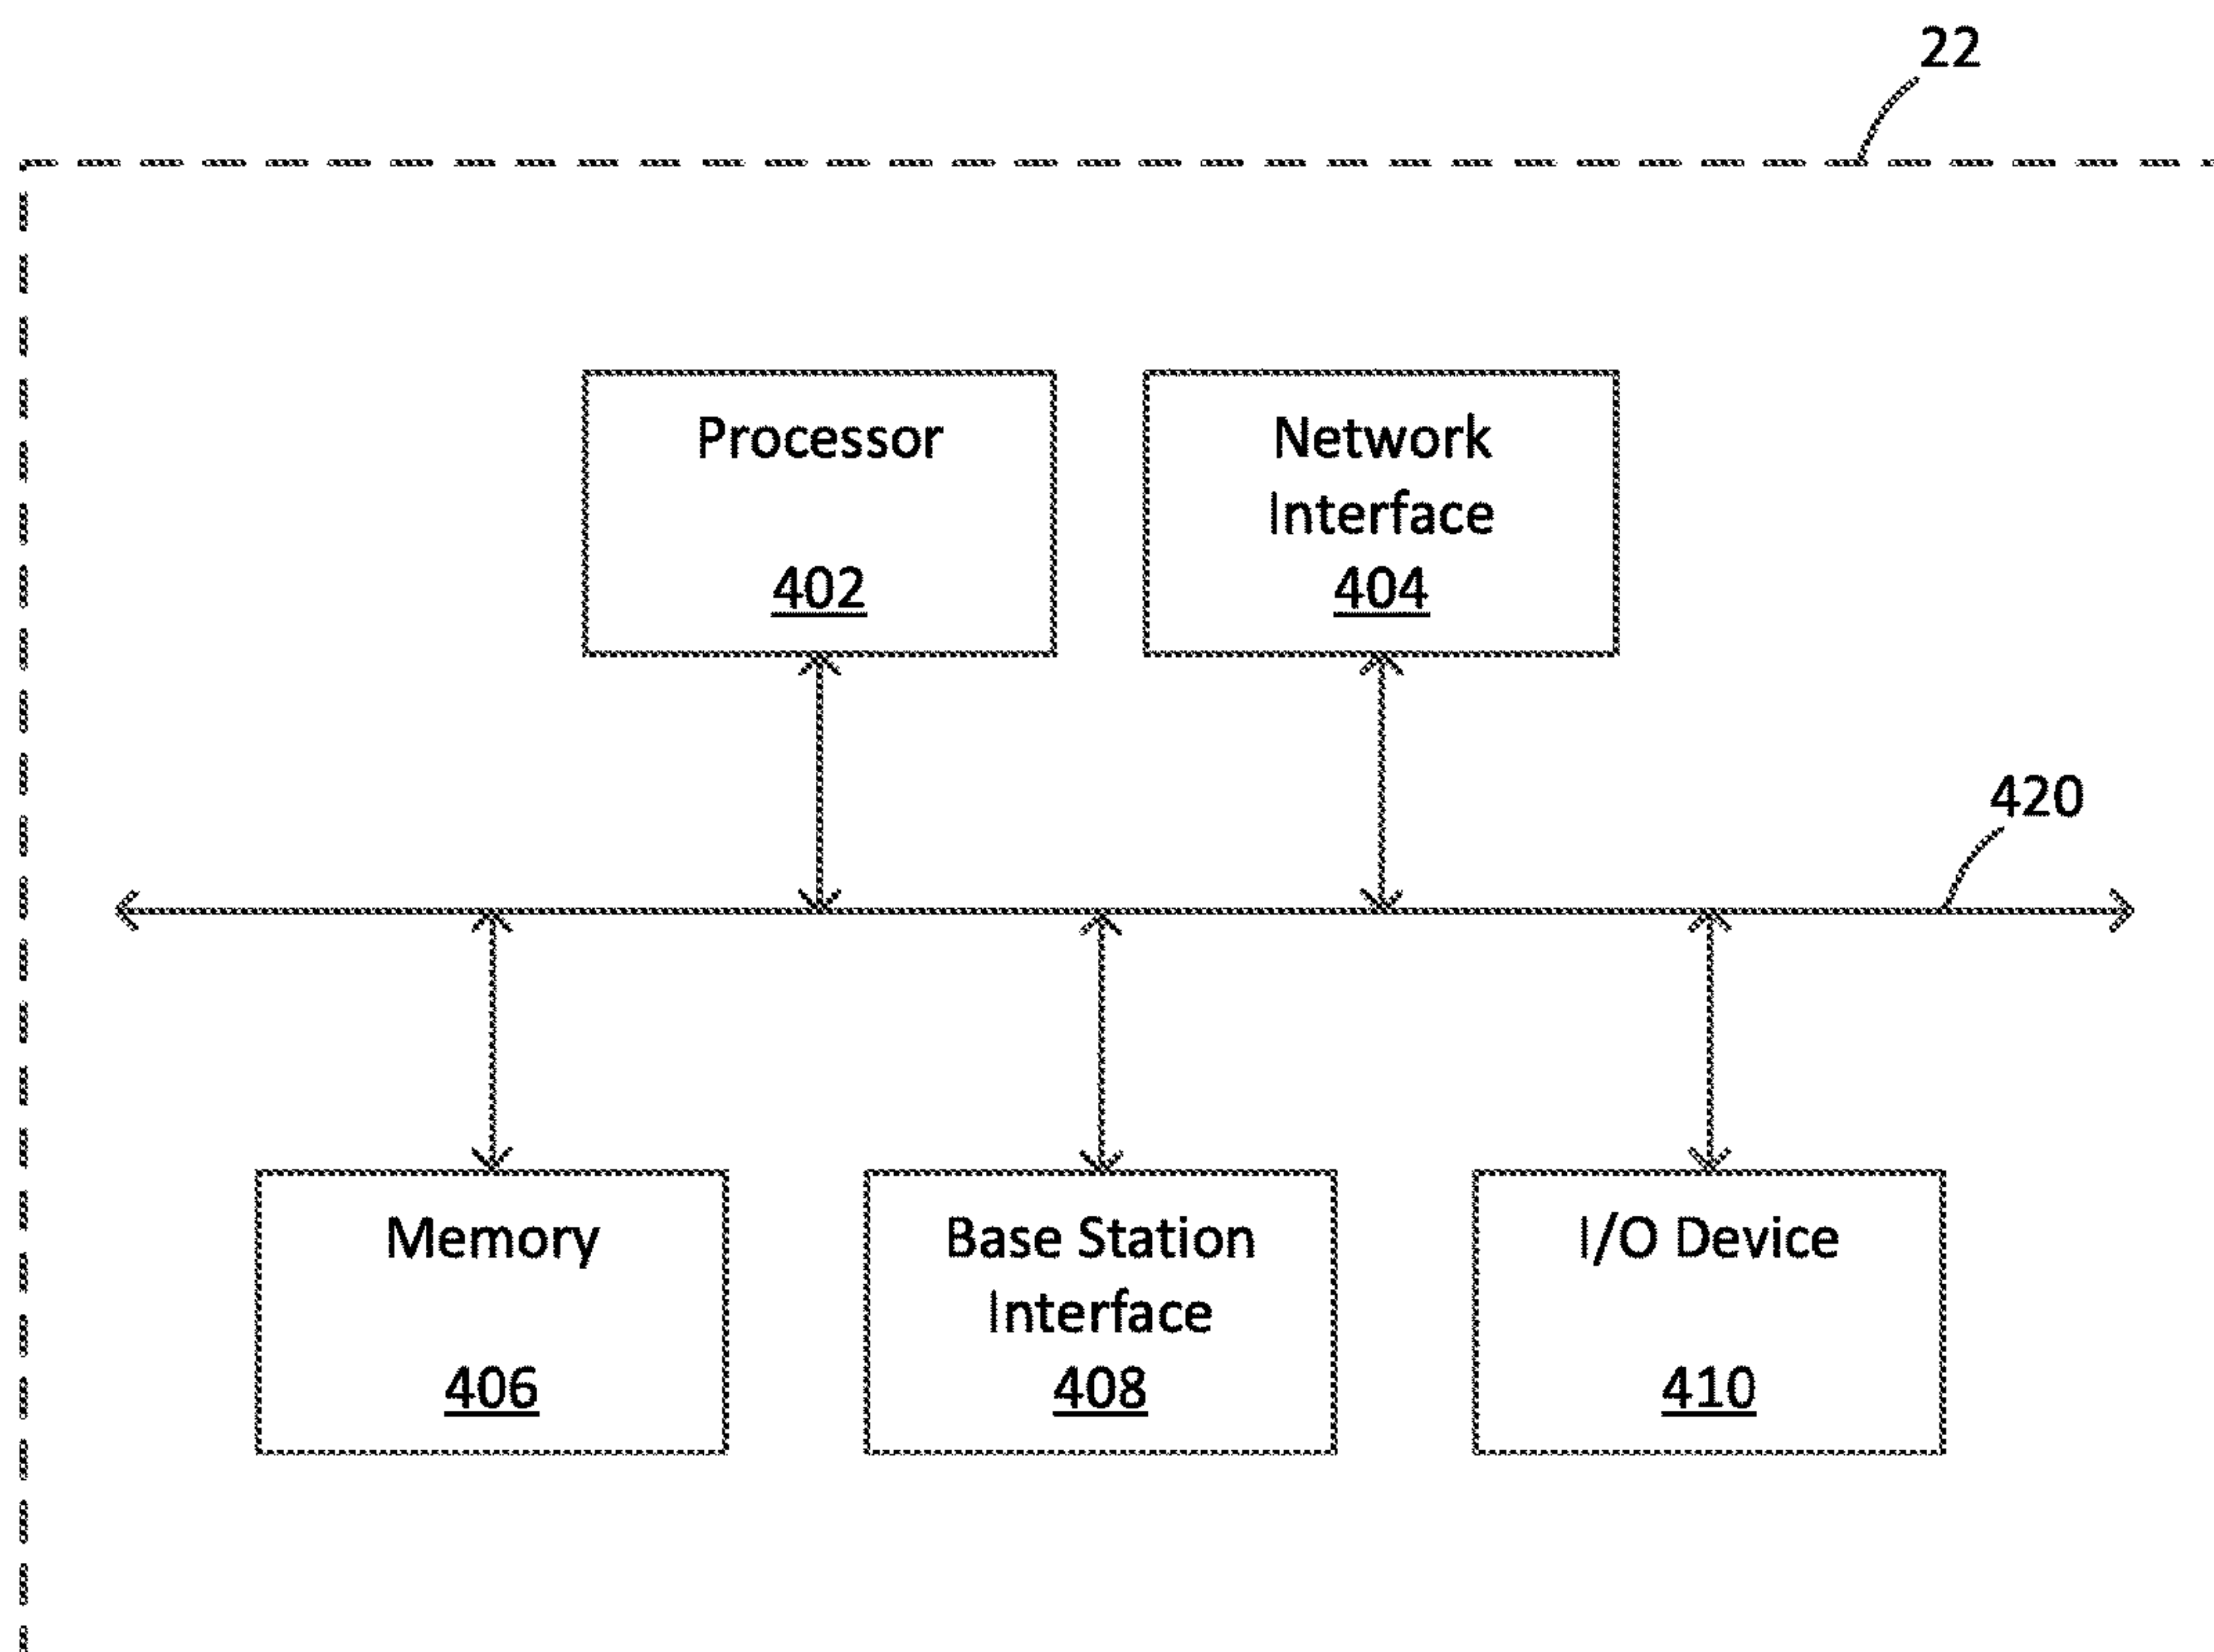 22
Processor
402
Network
Interface
404
420
Memory
406
Base Station
Interface
408
I/O Device
410